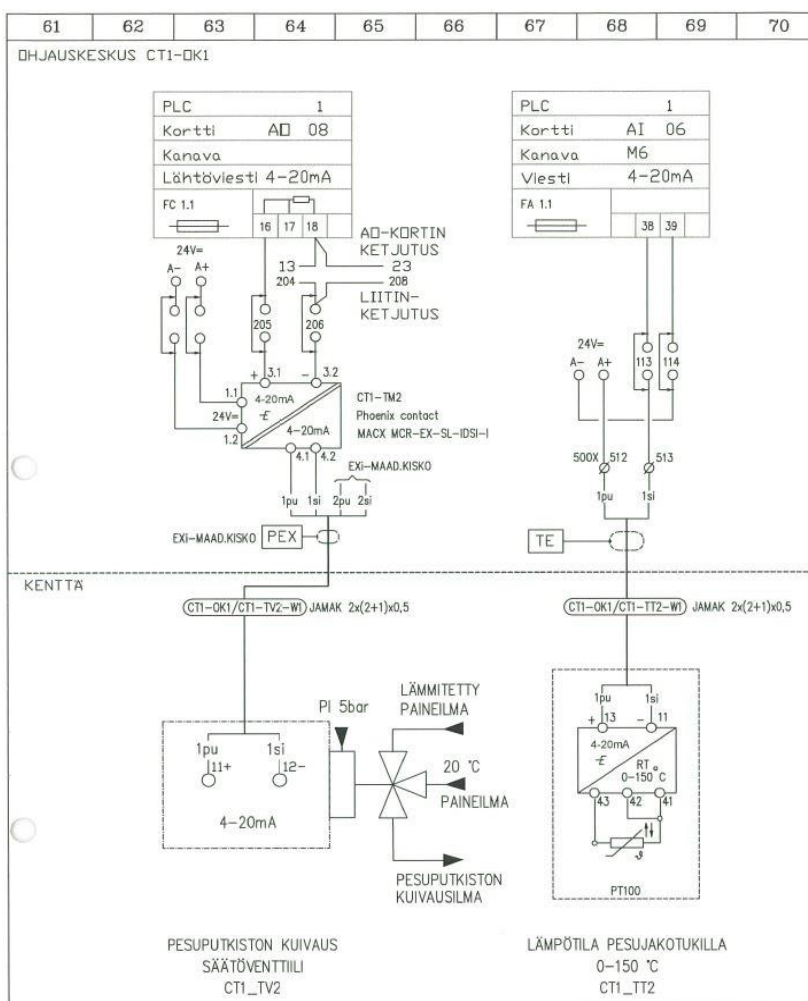 61 62 63 64 65 66 67 68 69 70
OHJAUSKESKUS CT1-OK1
PLC 1
Kortti AO 08
Kanava
Lähtöviesti 4-20mA
FC 1.1
16 17 18
24V=
A- A+
AO-KORTIN
KETJUTUS
13 23
204 208
LIITIN-
KETJUTUS
205 206
+ 3.1 - 3.2
1.1
4-20mA
E
24V=
4-20mA
1.2
4.1 4.2
CT1-TM2
Phoenix contact
MACX MCR-EX-SL-IDSI-I
EXi-MAAD.KISKO
1pu 1si 2pu 2si
EXi-MAAD.KISKO PEX
PLC 1
Kortti AI 06
Kanava M6
Viesti 4-20mA
FA 1.1
38 39
24V=
A- A+
113 114
500X 512 513
1pu 1si
TE
KENTTÄ
CT1-OK1/CT1-TV2-W1 JAMAK 2x(2+1)x0,5
PI 5bar
LÄMMITETTY
PAINEILMA
1pu 1si
11+ 12-
4-20mA
20 °C
PAINEILMA
PESUPUTKISTON
KUIVAUSILMA
PESUPUTKISTON KUIVAUS
SÄÄTÖVENTTIILI
CT1_TV2
CT1-OK1/CT1-TT2-W1 JAMAK 2x(2+1)x0,5
1pu 1si
+ 13 - 11
4-20mA
E
RT
0-150 °C
43 42 41
ϑ
PT100
LÄMPÖTILA PESUJAKOTUKILLA
0-150 °C
CT1_TT2